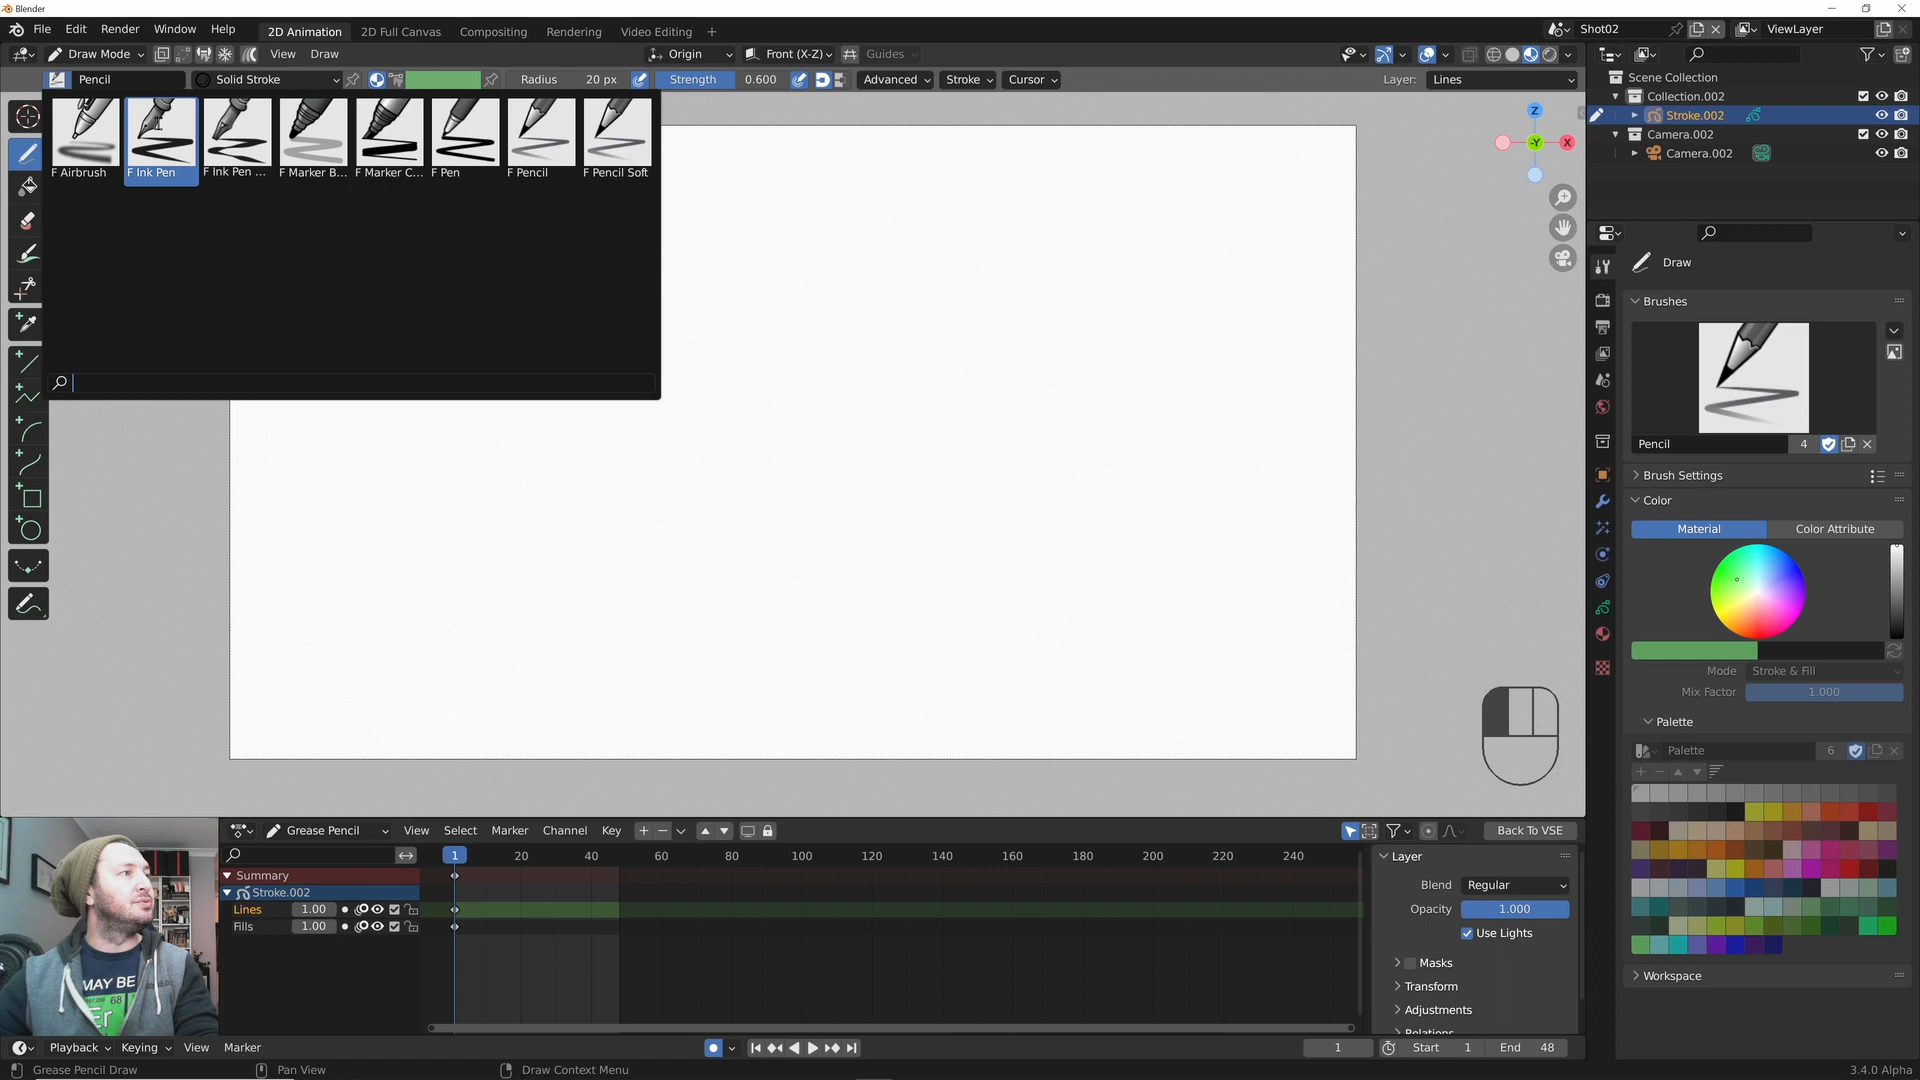 Blender
File Edit Render Window Help
2D Animation 2D Full Canvas Compositing Rendering Video Editing +
Shot02
ViewLayer
Draw Mode View Draw
Origin Front (X-Z) Guides
Pencil Solid Stroke Radius 20 px Strength 0.600 Advanced Stroke Cursor Layer: Lines
F Airbrush F Ink Pen F Ink Pen ... F Marker B... F Marker C... F Pen F Pencil F Pencil Soft
Z
-Y
X
Scene Collection
Collection.002
Stroke.002
Camera.002
Camera.002
Draw
Brushes
Pencil 4
Brush Settings
Color
Material Color Attribute
Mode Stroke & Fill
Mix Factor 1.000
Palette
Palette 6
Workspace
Grease Pencil View Select Marker Channel Key Back To VSE
1 20 40 60 80 100 120 140 160 180 200 220 240
Summary
Stroke.002
Lines 1.00
Fills 1.00
Layer
Blend Regular
Opacity 1.000
Use Lights
Masks
Transform
Adjustments
Relations
MAY BE
68
Er
Playback Keying View Marker
1 Start 1 End 48
Grease Pencil Draw Pan View Draw Context Menu 3.4.0 Alpha